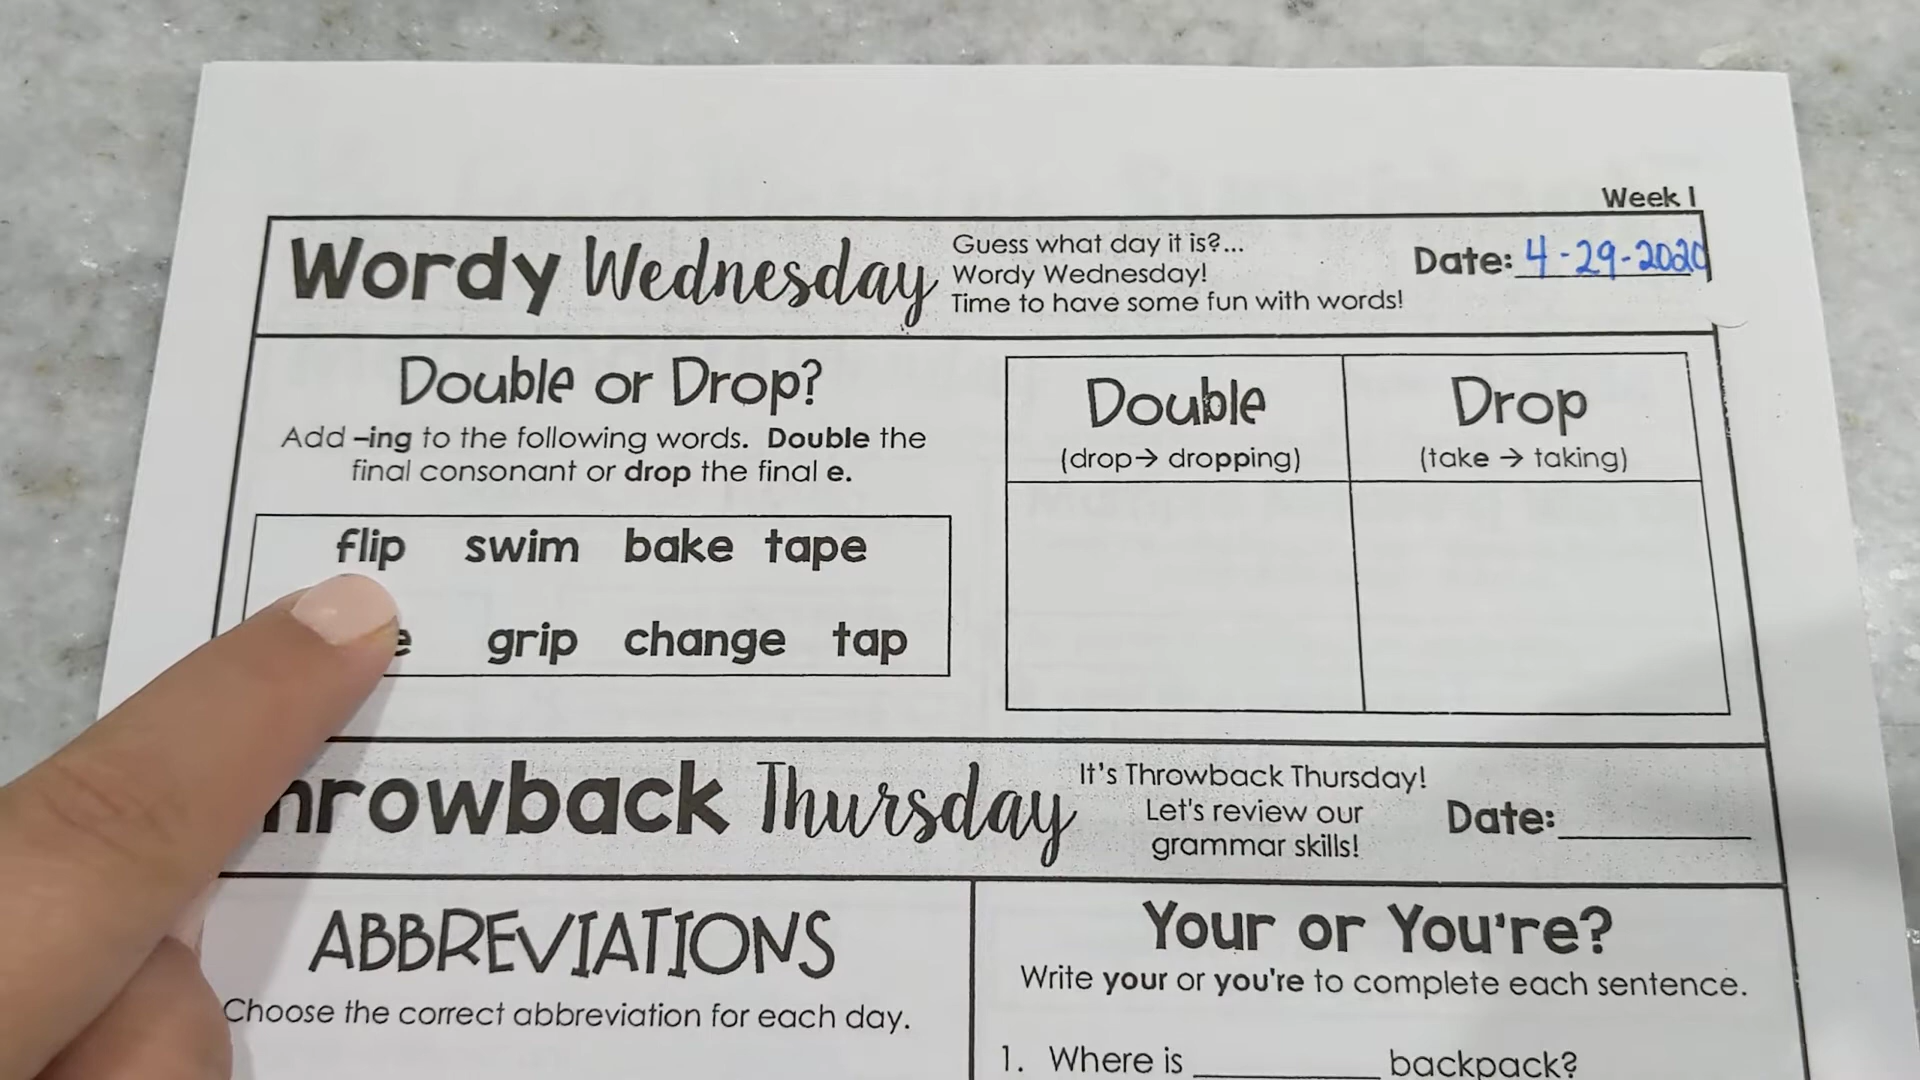 Week 1
Wordy Wednesday
Guess what day it is?...
Wordy Wednesday!
Time to have some fun with words!
Date: 4-29-2020
Double or Drop?
Add -ing to the following words. Double the
final consonant or drop the final e.
flip swim bake tape
grip change tap
Double
(drop→ dropping)
Drop
(take → taking)
Thursday
It's Throwback Thursday!
Let's review our
grammar skills!
Date:
ABBREVIATIONS
Choose the correct abbreviation for each day.
Your or You're?
Write your or you're to complete each sentence.
1. Where is ________ backpack?